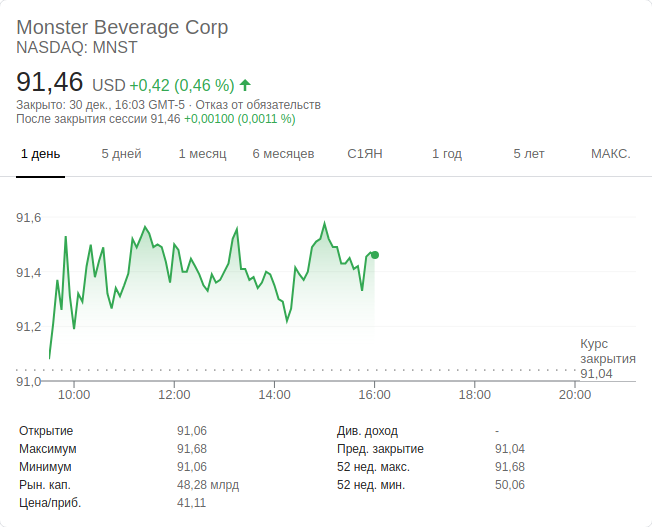 Monster Beverage Corp
NASDAQ: MNST
91,46 USD +0,42 (0,46 %)
Закрыто: 30 дек., 16:03 GMT-5 · Отказ от обязательств
После закрытия сессии 91,46 +0,00100 (0,0011 %)
1 день 5 дней 1 месяц 6 месяцев С1ЯН 1 год 5 лет МАКС.
91,6
91,4
91,2
91,0
Курс
закрытия
91,04
10:00 12:00 14:00 16:00 18:00 20:00
Открытие 91,06
Максимум 91,68
Минимум 91,06
Рын. кап. 48,28 млрд
Цена/приб. 41,11
Див. доход -
Пред. закрытие 91,04
52 нед. макс. 91,68
52 нед. мин. 50,06